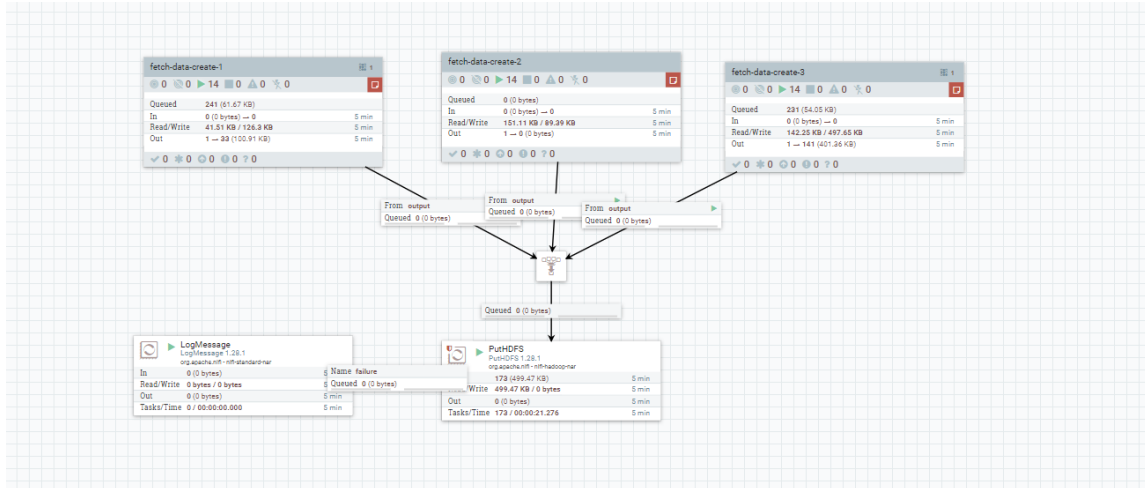 fetch-data-create-1 1
0 0 14 0 0 0
Queued 241 (61.67 KB)
In 0 (0 bytes) → 0 5 min
Read/Write 41.51 KB / 126.3 KB 5 min
Out 1 → 33 (100.91 KB) 5 min
0 0 0 0 ? 0
fetch-data-create-2
0 0 14 0 0 0
Queued 0 (0 bytes)
In 0 (0 bytes) → 0 5 min
Read/Write 151.11 KB / 89.39 KB 5 min
Out 1 → 0 (0 bytes) 5 min
0 0 0 0 ? 0
fetch-data-create-3 1
0 0 14 0 0 0
Queued 231 (54.05 KB)
In 0 (0 bytes) → 0 5 min
Read/Write 142.25 KB / 497.65 KB 5 min
Out 1 → 141 (401.36 KB) 5 min
0 0 0 0 ? 0
From output
Queued 0 (0 bytes)
From output
Queued 0 (0 bytes)
From output
Queued 0 (0 bytes)
Queued 0 (0 bytes)
LogMessage
LogMessage 1.28.1
org.apache.nifi - nifi-standard-nar
In 0 (0 bytes) 5
Read/Write 0 bytes / 0 bytes 5
Out 0 (0 bytes) 5 min
Tasks/Time 0 / 00:00:00.000 5 min
Name failure
Queued 0 (0 bytes)
PutHDFS
PutHDFS 1.28.1
org.apache.nifi - nifi-hadoop-nar
173 (499.47 KB) 5 min
/Write 499.47 KB / 0 bytes 5 min
Out 0 (0 bytes) 5 min
Tasks/Time 173 / 00:00:21.276 5 min